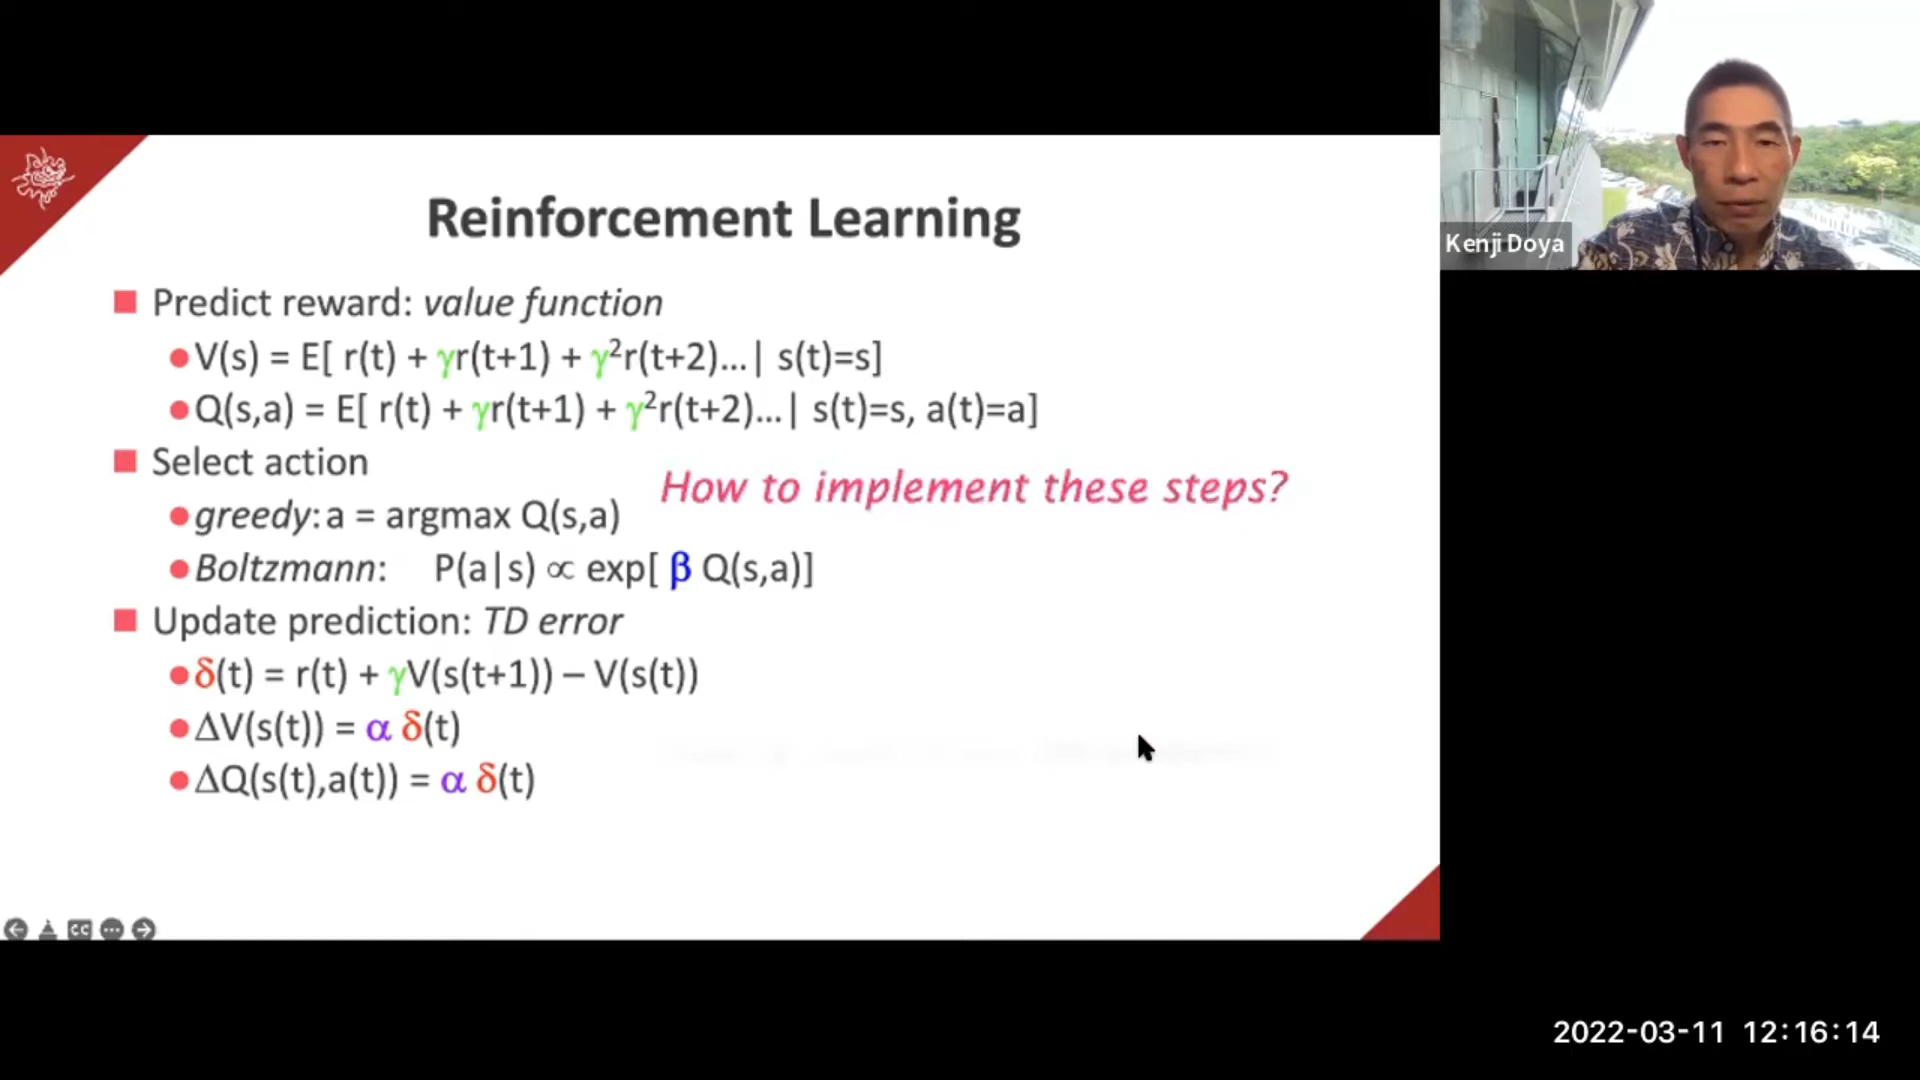 Reinforcement Learning
Predict reward: value function
V(s) = E[ r(t) + γr(t+1) + γ²r(t+2)...| s(t)=s]
Q(s,a) = E[ r(t) + γr(t+1) + γ²r(t+2)...| s(t)=s, a(t)=a]
Select action
How to implement these steps?
greedy: a = argmax Q(s,a)
Boltzmann: P(a|s) ∝ exp[ β Q(s,a)]
Update prediction: TD error
δ(t) = r(t) + γV(s(t+1)) – V(s(t))
ΔV(s(t)) = α δ(t)
ΔQ(s(t),a(t)) = α δ(t)
CC
Kenji Doya
2022-03-11 12:16:14